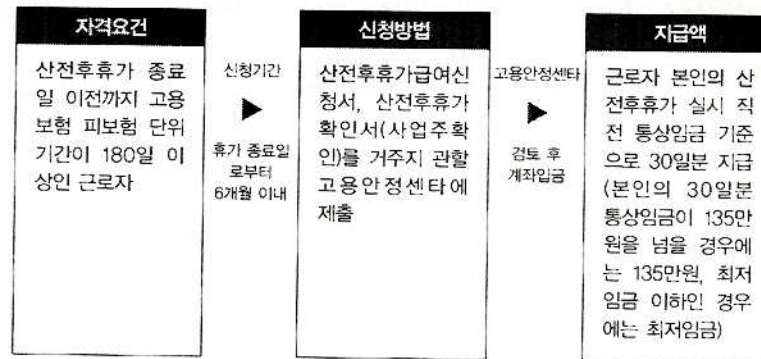 자격요건
산전후휴가 종료
일 이전까지 고용
보험 피보험 단위
기간이 180일 이
상인 근로자
신청기간
휴가 종료일
로부터
6개월 이내
신청방법
산전후휴가급여신
청서, 산전후휴가
확인서(사업주확
인)를 거주지 관할
고용안정센타에
제출
고용안정센타
검토 후
계좌입금
지급액
근로자 본인의 산
전후휴가 실시 직
전 통상임금 기준
으로 30일분 지급
(본인의 30일분
통상임금이 135만
원을 넘을 경우에
는 135만원, 최저
임금 이하인 경우
에는 최저임금)